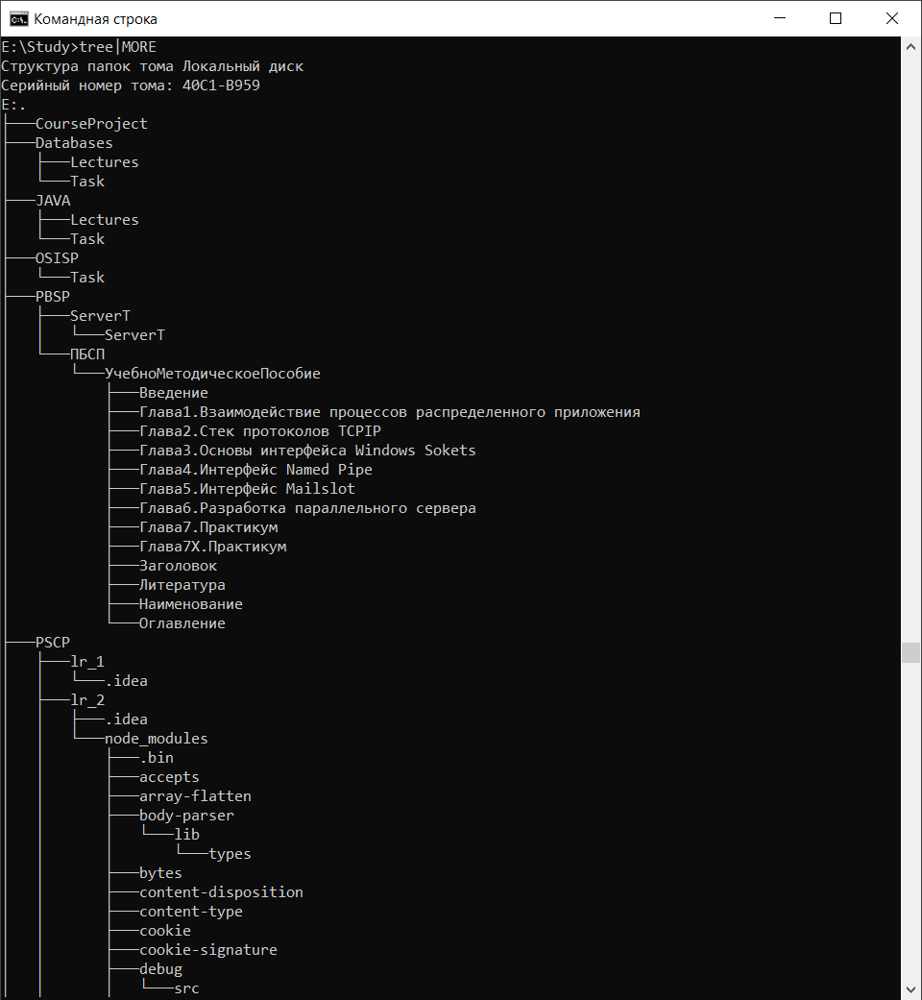 Командная строка
E:\Study>tree|MORE
Структура папок тома Локальный диск
Серийный номер тома: 40C1-B959
E:.
├───CourseProject
├───Databases
│   ├───Lectures
│   └───Task
├───JAVA
│   ├───Lectures
│   └───Task
├───OSISP
│   └───Task
├───PBSP
│   ├───ServerT
│   │   └───ServerT
│   └───ПБСП
│       └───УчебноМетодическоеПособие
│           ├───Введение
│           ├───Глава1.Взаимодействие процессов распределенного приложения
│           ├───Глава2.Стек протоколов TCPIP
│           ├───Глава3.Основы интерфейса Windows Sokets
│           ├───Глава4.Интерфейс Named Pipe
│           ├───Глава5.Интерфейс Mailslot
│           ├───Глава6.Разработка параллельного сервера
│           ├───Глава7.Практикум
│           ├───Глава7X.Практикум
│           ├───Заголовок
│           ├───Литература
│           ├───Наименование
│           └───Оглавление
├───PSCP
│   ├───lr_1
│   │   └───.idea
│   ├───lr_2
│   │   ├───.idea
│   │   └───node_modules
│   │       ├───.bin
│   │       ├───accepts
│   │       ├───array-flatten
│   │       ├───body-parser
│   │       │   └───lib
│   │       │       └───types
│   │       ├───bytes
│   │       ├───content-disposition
│   │       ├───content-type
│   │       ├───cookie
│   │       ├───cookie-signature
│   │       ├───debug
│   │       │   └───src